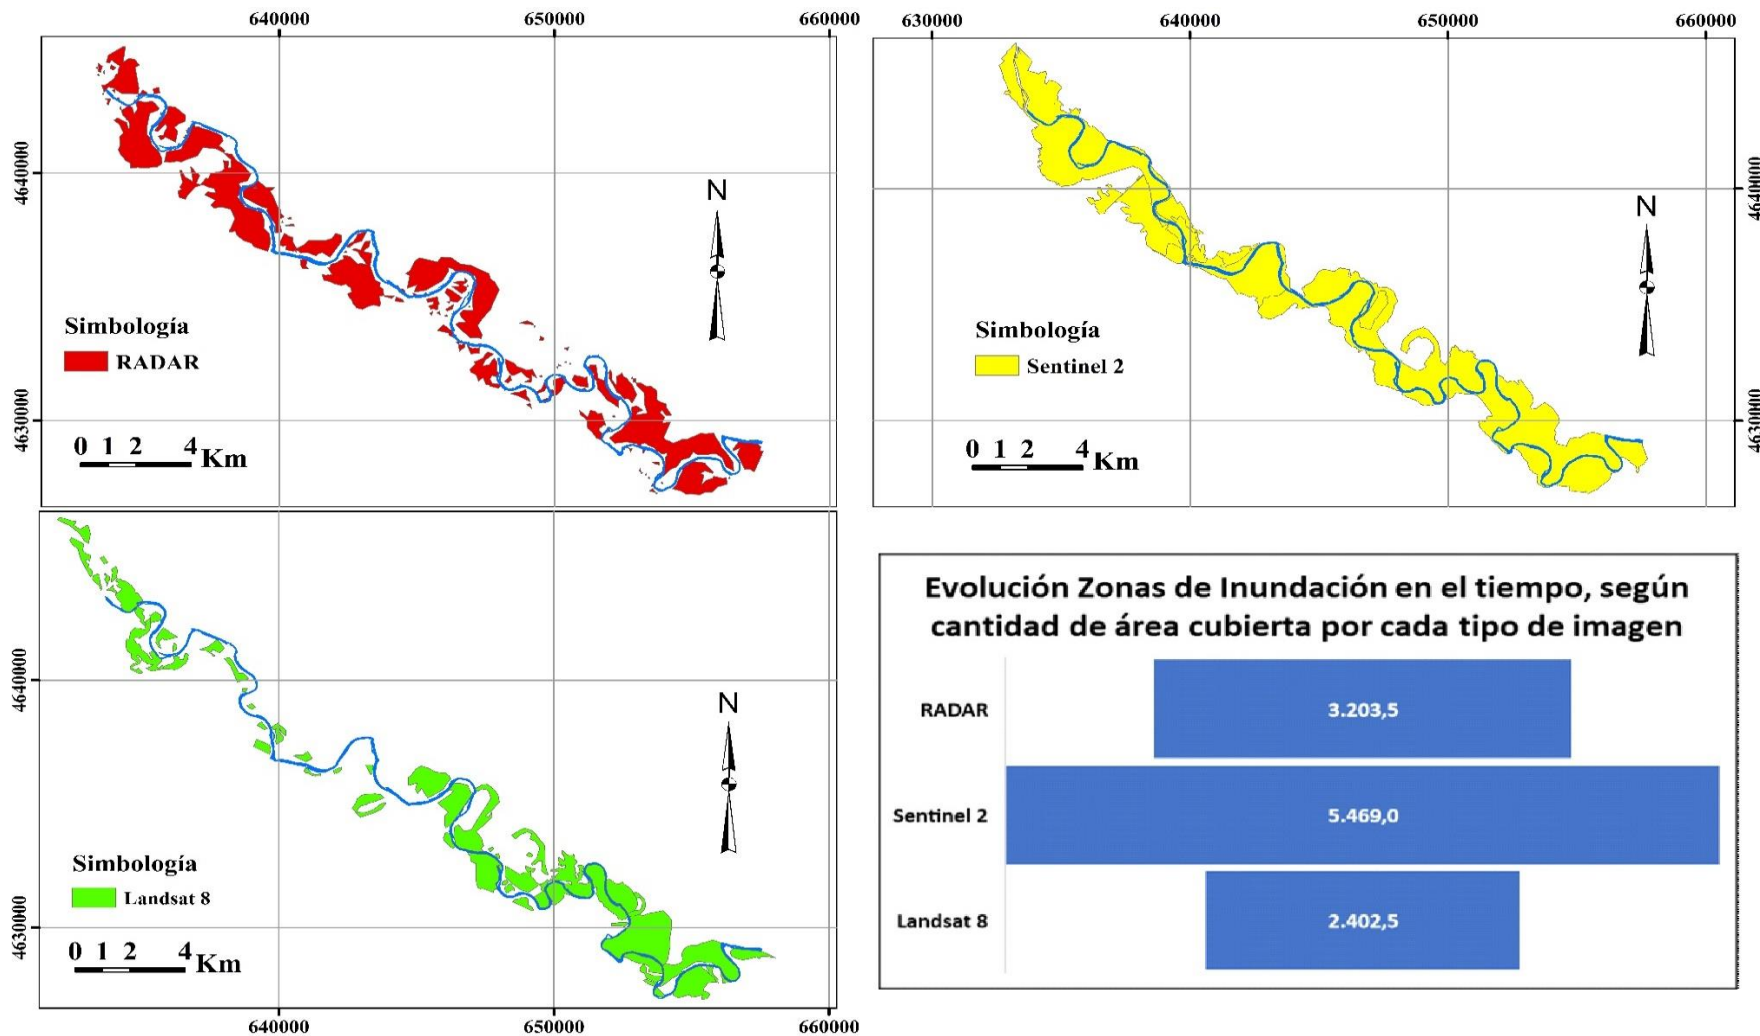 640000 650000 660000
4640000
4630000
N
Simbología
RADAR
0 1 2 4 Km
630000 640000 650000 660000
4640000
4630000
N
Simbología
Sentinel 2
0 1 2 4 Km
4640000
4630000
N
Simbología
Landsat 8
0 1 2 4 Km
640000 650000 660000
Evolución Zonas de Inundación en el tiempo, según
cantidad de área cubierta por cada tipo de imagen
RADAR 3.203,5
Sentinel 2 5.469,0
Landsat 8 2.402,5